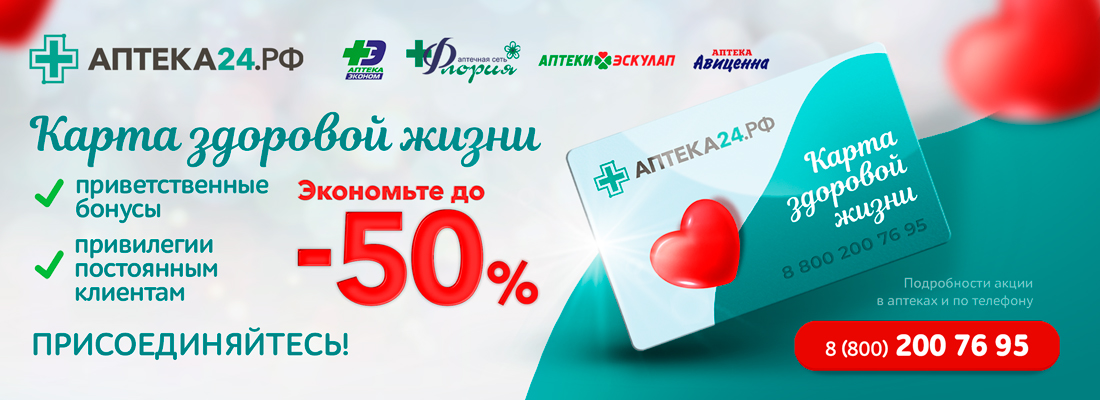 АПТЕКА24.РФ
Э
АПТЕКА
ЭКОНОМ
аптечная сеть
Флория
АПТЕКИ ЭСКУЛАП
АПТЕКА
Авиценна
Карта здоровой жизни
приветственные
бонусы
привилегии
постоянным
клиентам
Экономьте до
-50%
ПРИСОЕДИНЯЙТЕСЬ!
АПТЕКА24.РФ
Карта
здоровой
жизни
8 800 200 76 95
Подробности акции
в аптеках и по телефону
8 (800) 200 76 95